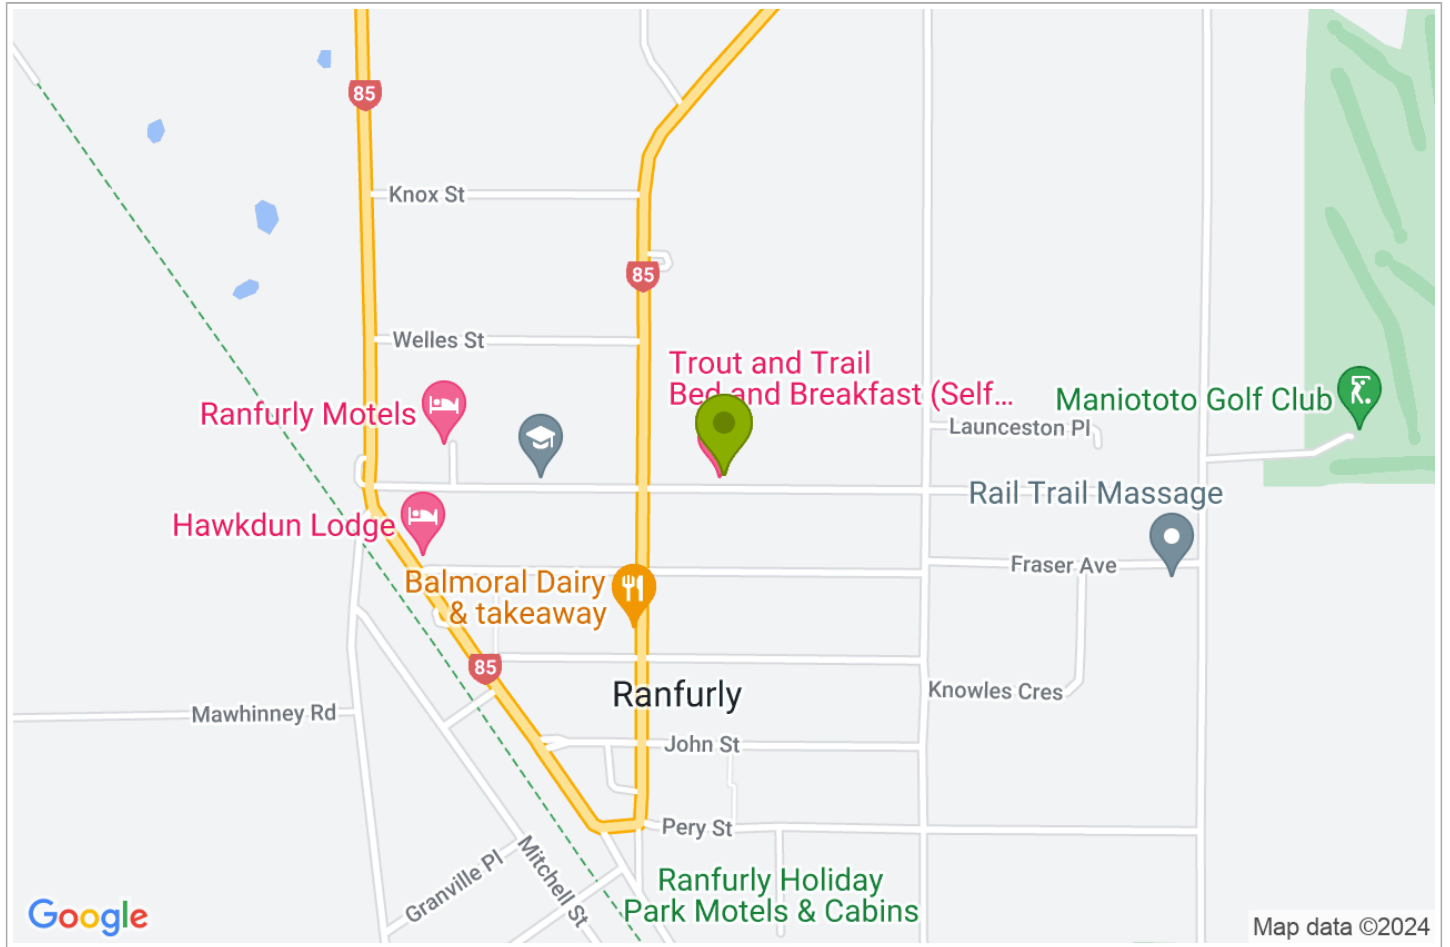 85
Knox St
85
Welles St
Trout and Trail
Bed and Breakfast (Self...
Ranfurly Motels
Maniototo Golf Club
Launceston Pl
Rail Trail Massage
Hawkdun Lodge
Fraser Ave
Balmoral Dairy
& takeaway
85
Ranfurly
Knowles Cres
Mawhinney Rd
John St
Pery St
Mitchell St
Granville Pl
Ranfurly Holiday
Park Motels & Cabins
Google
Map data ©2024